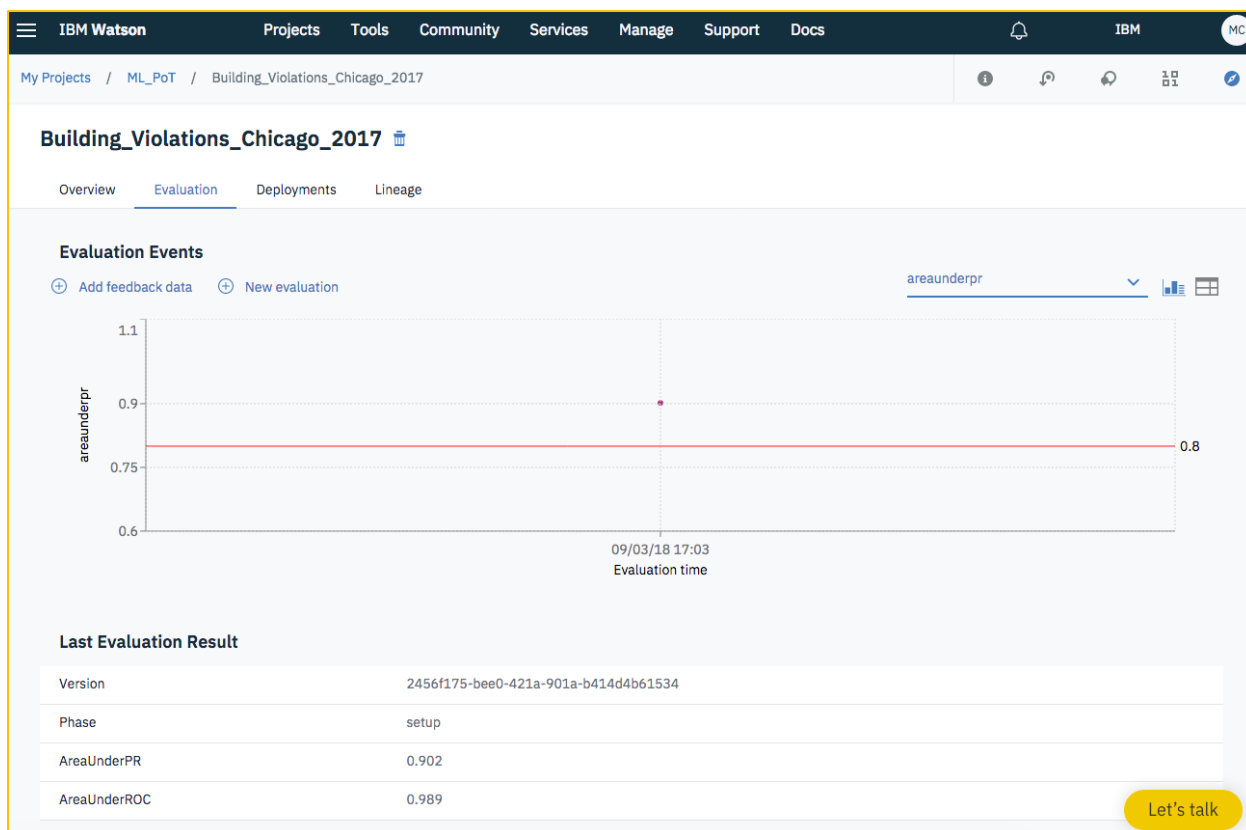 IBM Watson Projects Tools Community Services Manage Support Docs IBM MC
My Projects / ML_PoT / Building_Violations_Chicago_2017
Building_Violations_Chicago_2017
Overview Evaluation Deployments Lineage
Evaluation Events
Add feedback data New evaluation
areaunderpr
1.1
0.9
0.8
0.75
0.6
areaunderpr
09/03/18 17:03
Evaluation time
Last Evaluation Result
Version 2456f175-bee0-421a-901a-b414d4b61534
Phase setup
AreaUnderPR 0.902
AreaUnderROC 0.989
Let's talk